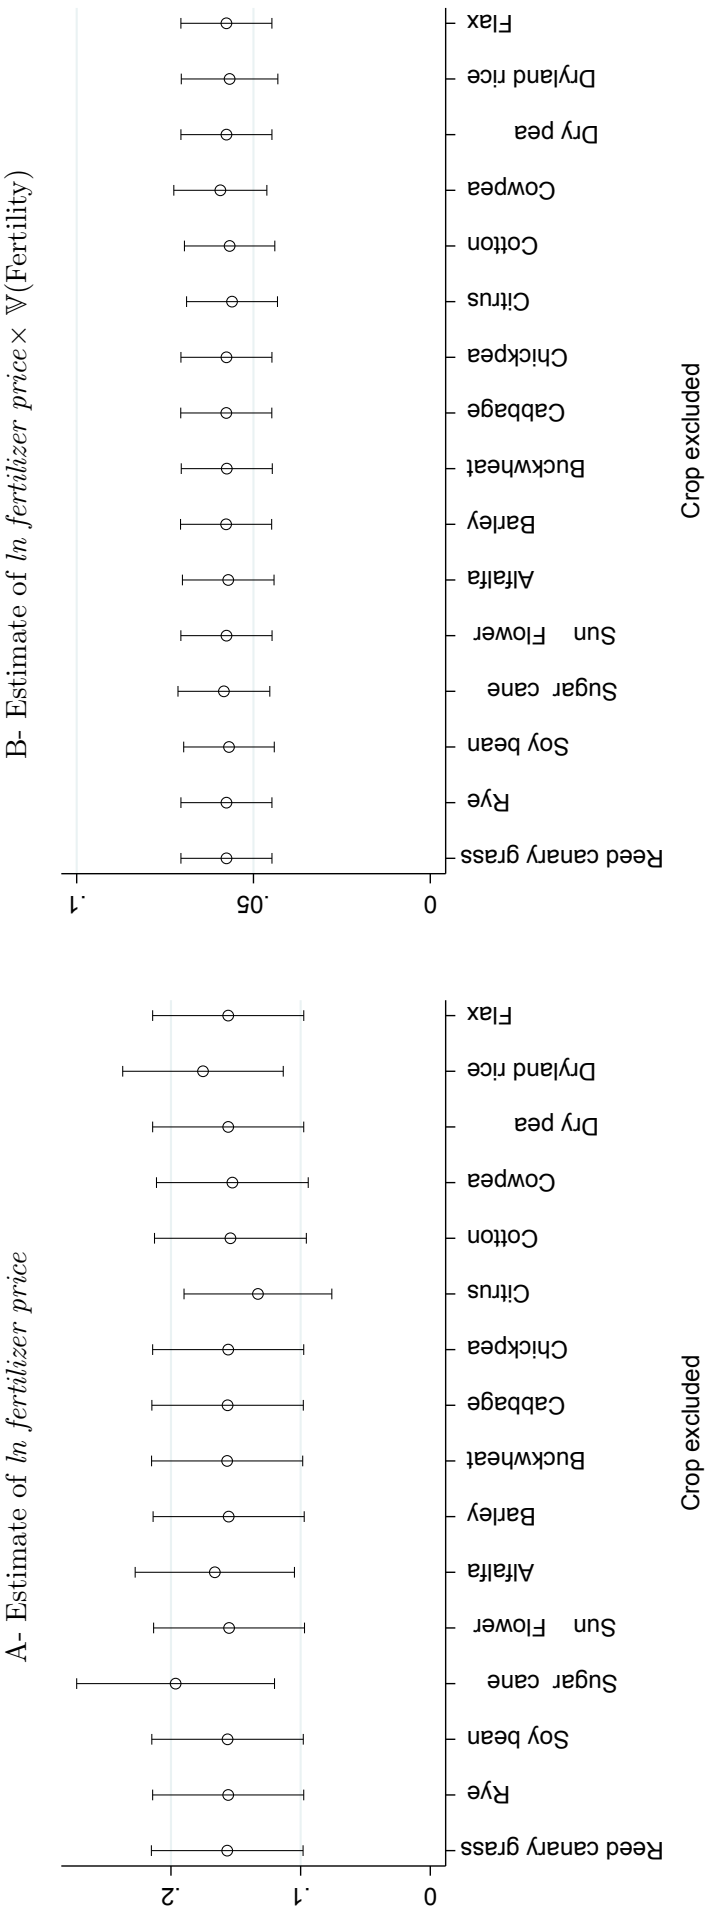 A- Estimate of ln fertilizer price
.2
.1
0
Reed canary grass
Rye
Soy bean
Sugar cane
Sun Flower
Alfalfa
Barley
Buckwheat
Cabbage
Chickpea
Citrus
Cotton
Cowpea
Dry pea
Dryland rice
Flax
Crop excluded
B- Estimate of ln fertilizer price× 𝕎(Fertility)
.1
.05
0
Reed canary grass
Rye
Soy bean
Sugar cane
Sun Flower
Alfalfa
Barley
Buckwheat
Cabbage
Chickpea
Citrus
Cotton
Cowpea
Dry pea
Dryland rice
Flax
Crop excluded